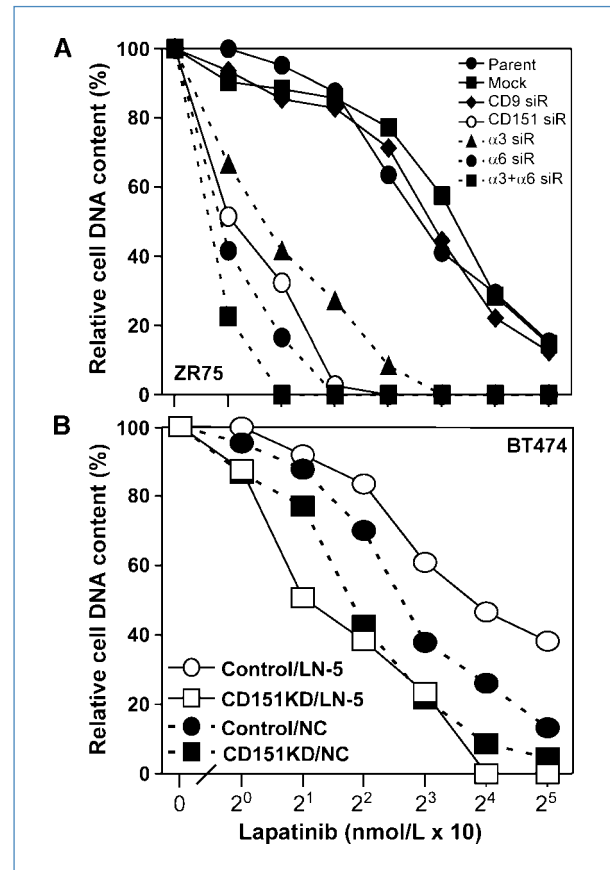 A
Relative cell DNA content (%)
100
80
60
40
20
0
Parent
Mock
CD9 siR
CD151 siR
α3 siR
α6 siR
α3+α6 siR
ZR75
B
Relative cell DNA content (%)
100
80
60
40
20
0
BT474
Control/LN-5
CD151KD/LN-5
Control/NC
CD151KD/NC
0 2⁰ 2¹ 2² 2³ 2⁴ 2⁵
Lapatinib (nmol/L x 10)